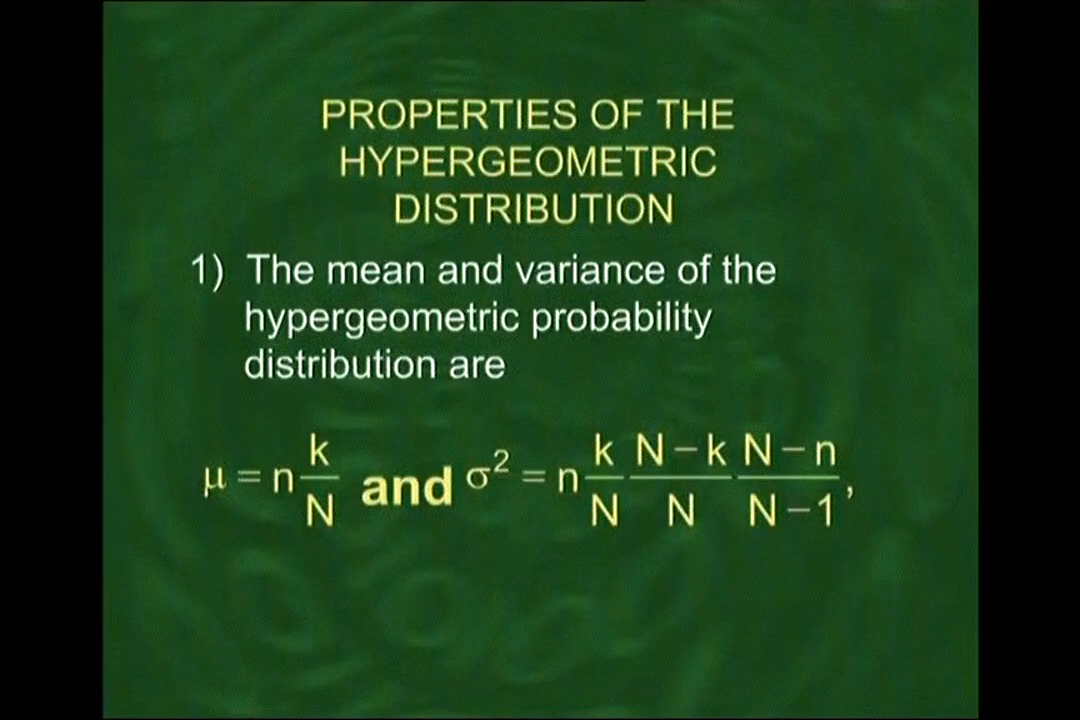 PROPERTIES OF THE
HYPERGEOMETRIC
DISTRIBUTION
1) The mean and variance of the
hypergeometric probability
distribution are
μ = n k/N and σ² = n k/N N−k/N N−n/N−1,